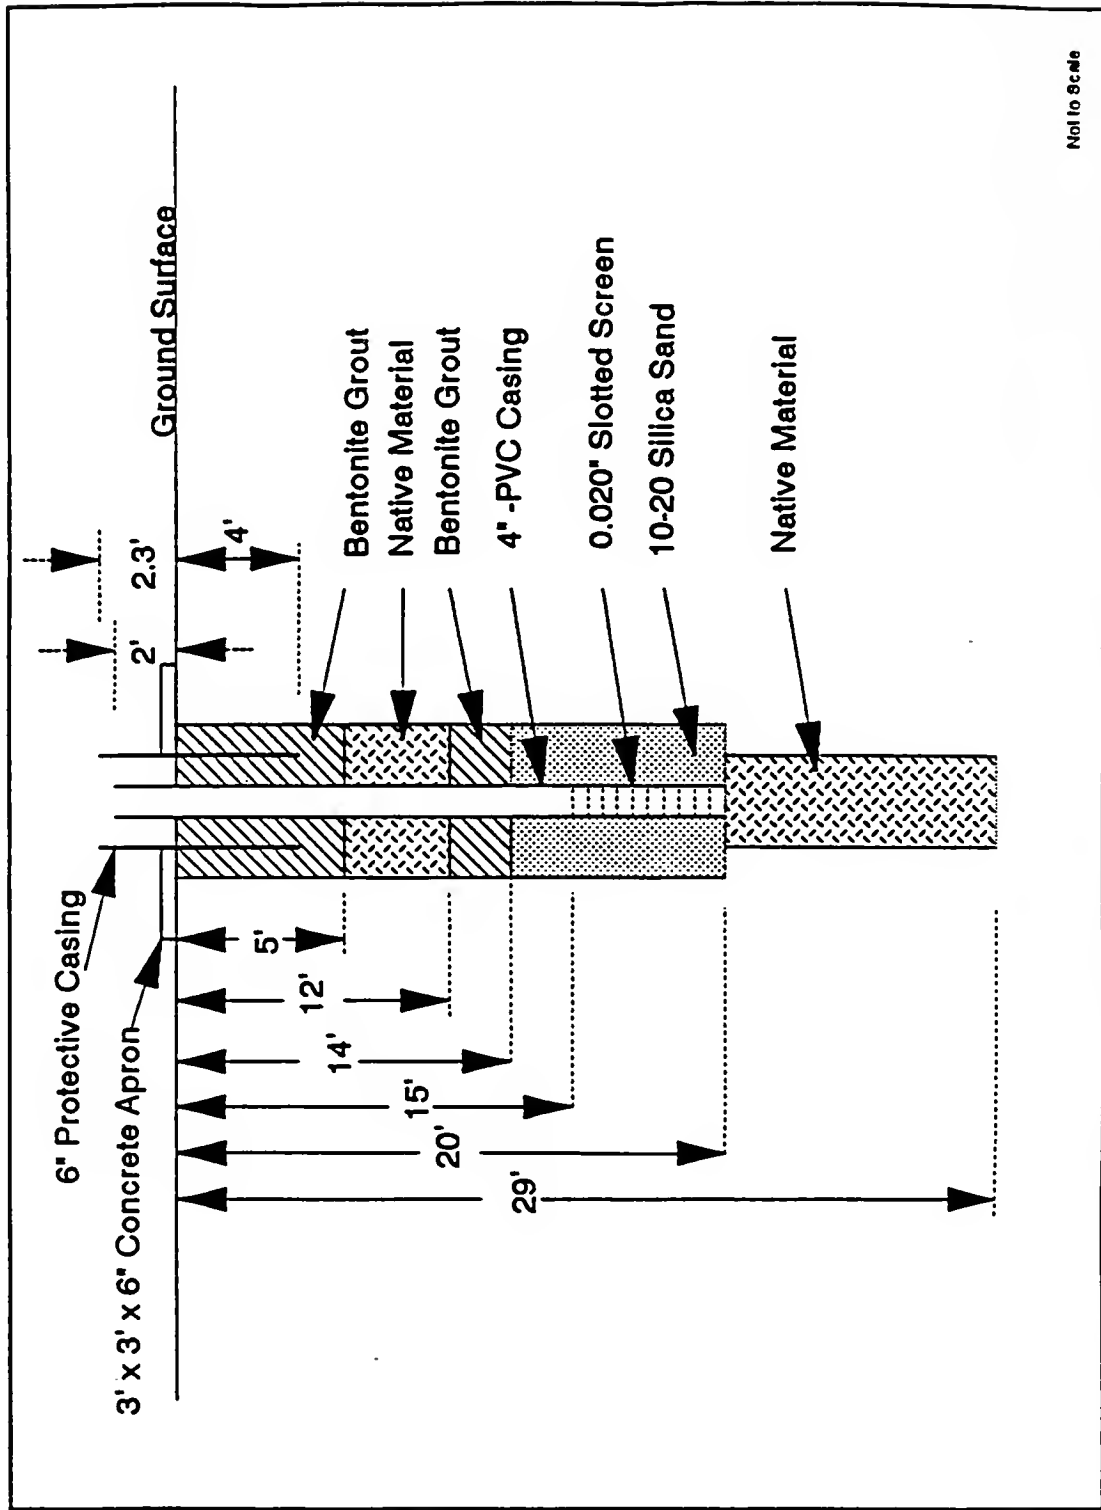 6" Protective Casing
3' x 3' x 6" Concrete Apron
Ground Surface
2'
2.3'
4'
5'
12'
14'
15'
20'
29'
Bentonite Grout
Native Material
Bentonite Grout
4" -PVC Casing
0.020" Slotted Screen
10-20 Silica Sand
Native Material
Not to Scale